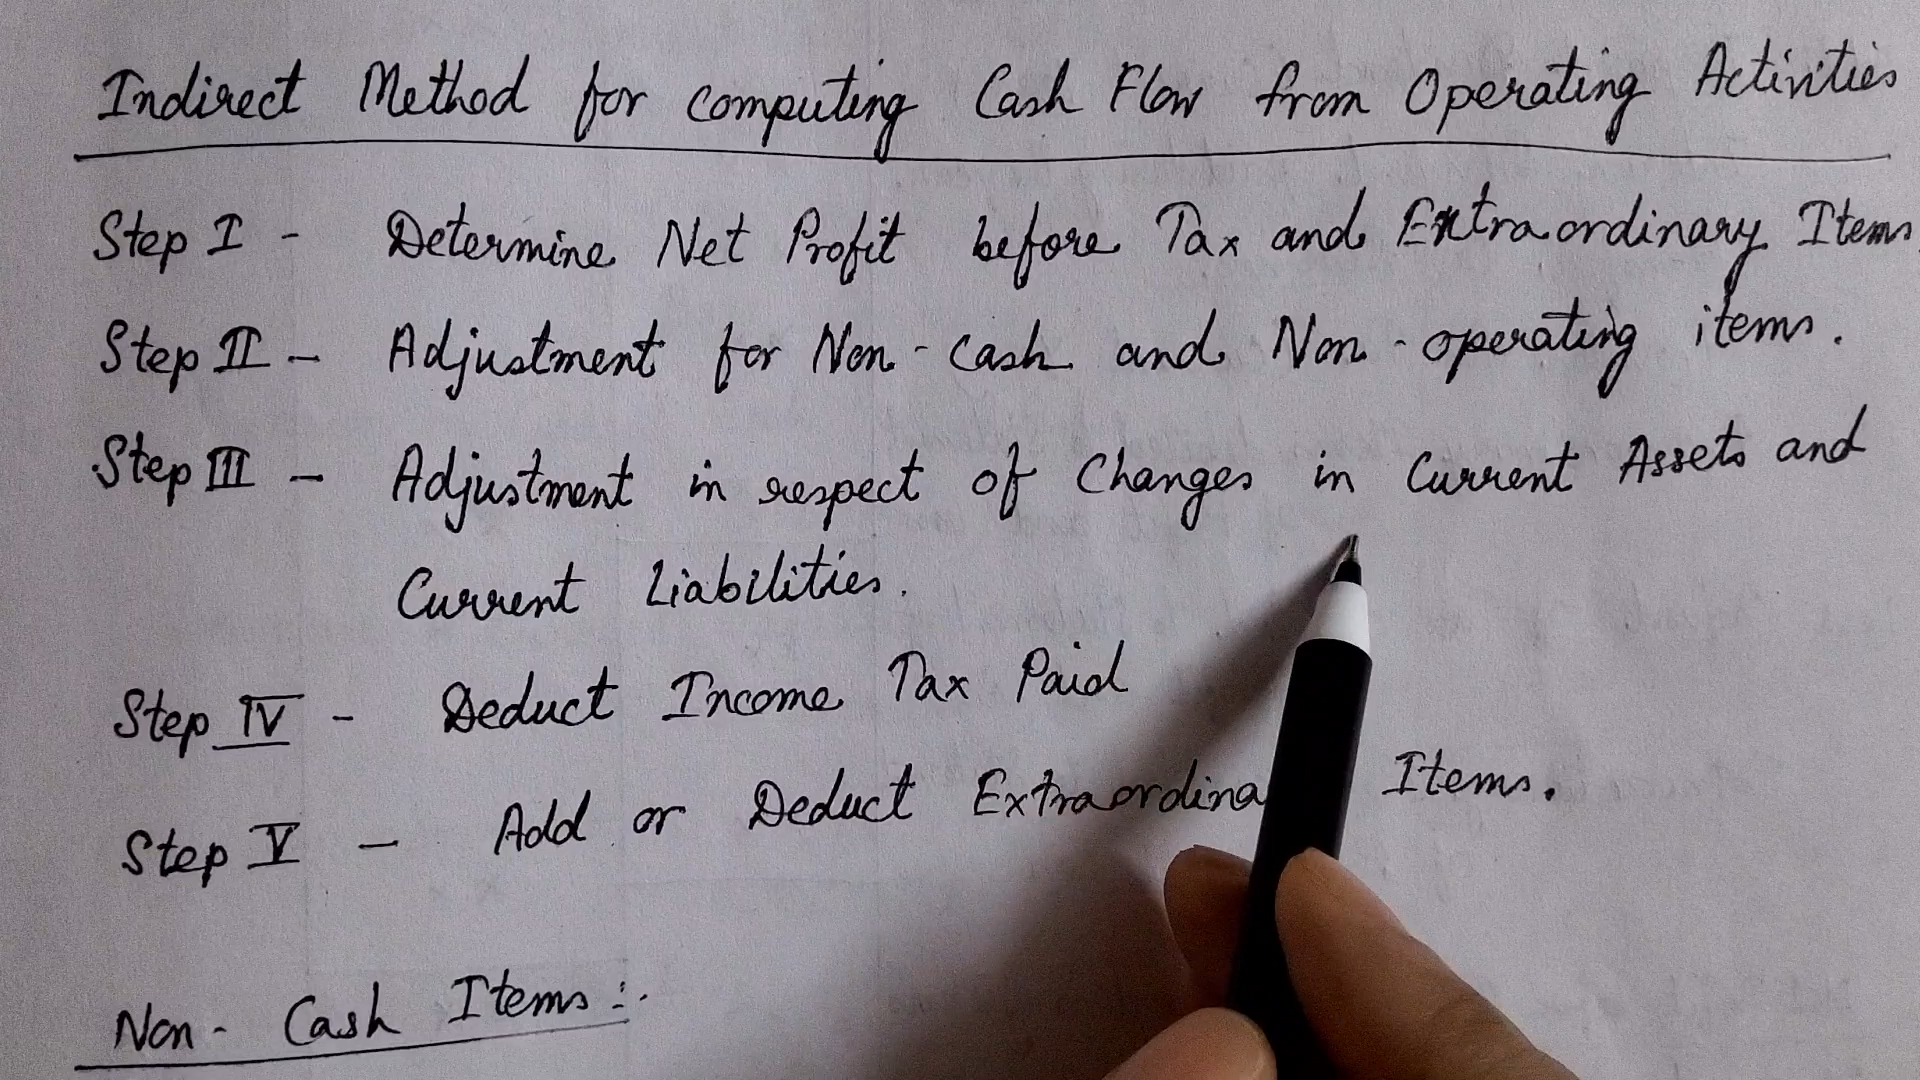 Indirect Method for computing Cash Flow from Operating Activities
Step I - Determine Net Profit before Tax and Extraordinary Items
Step II - Adjustment for Non-cash and Non-operating items.
Step III - Adjustment in respect of Changes in Current Assets and
Current Liabilities.
Step IV - Deduct Income Tax Paid
Step V - Add or Deduct Extraordina Items.
Non-Cash Items:-